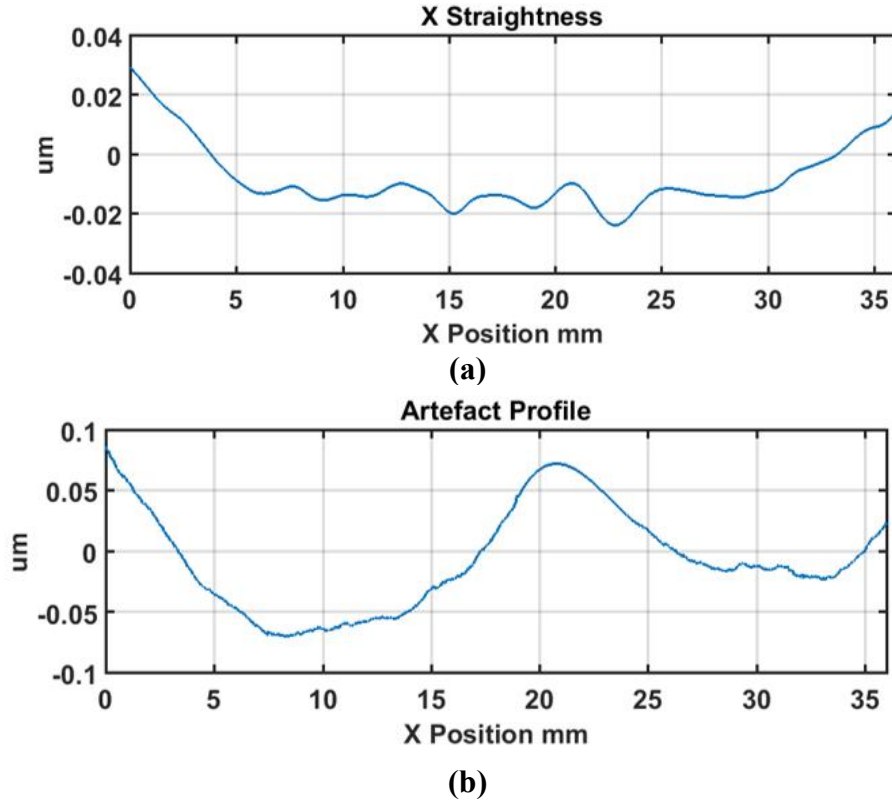 X Straightness
0.04
0.02
0
-0.02
-0.04
um
0 5 10 15 20 25 30 35
X Position mm
(a)
Artefact Profile
0.1
0.05
0
-0.05
-0.1
um
0 5 10 15 20 25 30 35
X Position mm
(b)